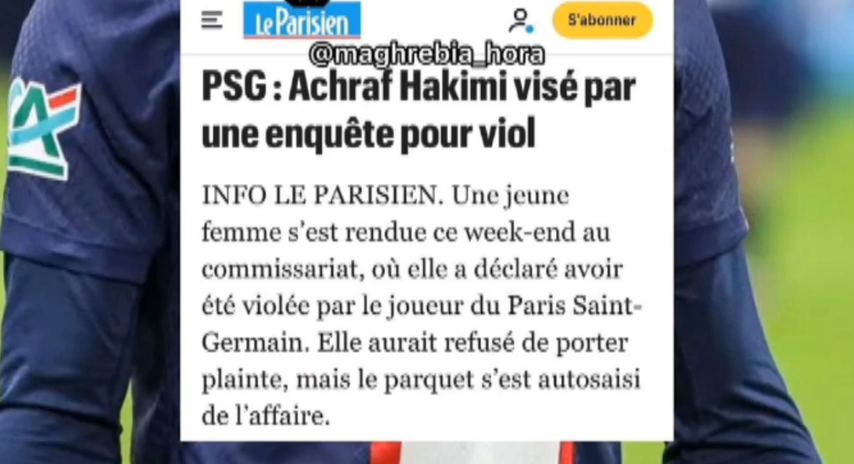 Le Parisien
S'abonner
@maghrebia_hora
PSG : Achraf Hakimi visé par
une enquête pour viol
INFO LE PARISIEN. Une jeune
femme s'est rendue ce week-end au
commissariat, où elle a déclaré avoir
été violée par le joueur du Paris Saint-
Germain. Elle aurait refusé de porter
plainte, mais le parquet s'est autosaisi
de l'affaire.